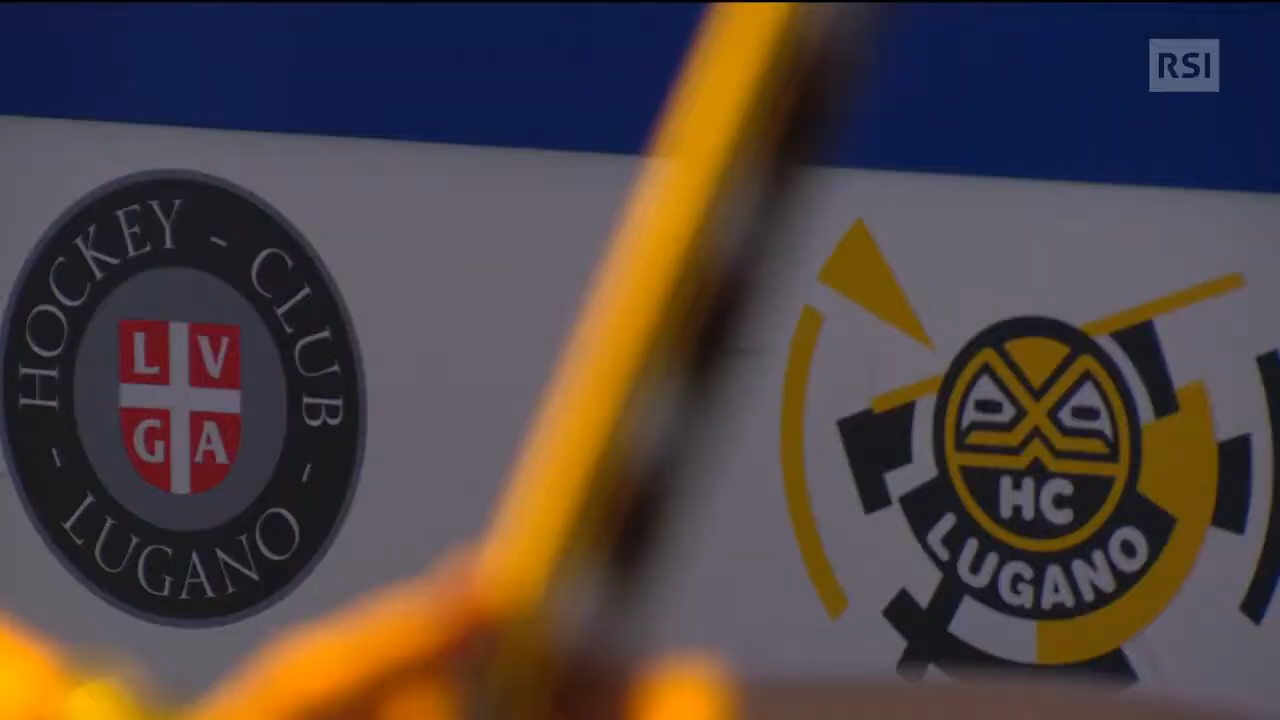 RSI
HOCKEY - CLUB
LV
GA
- LUGANO -
HC
LUGANO